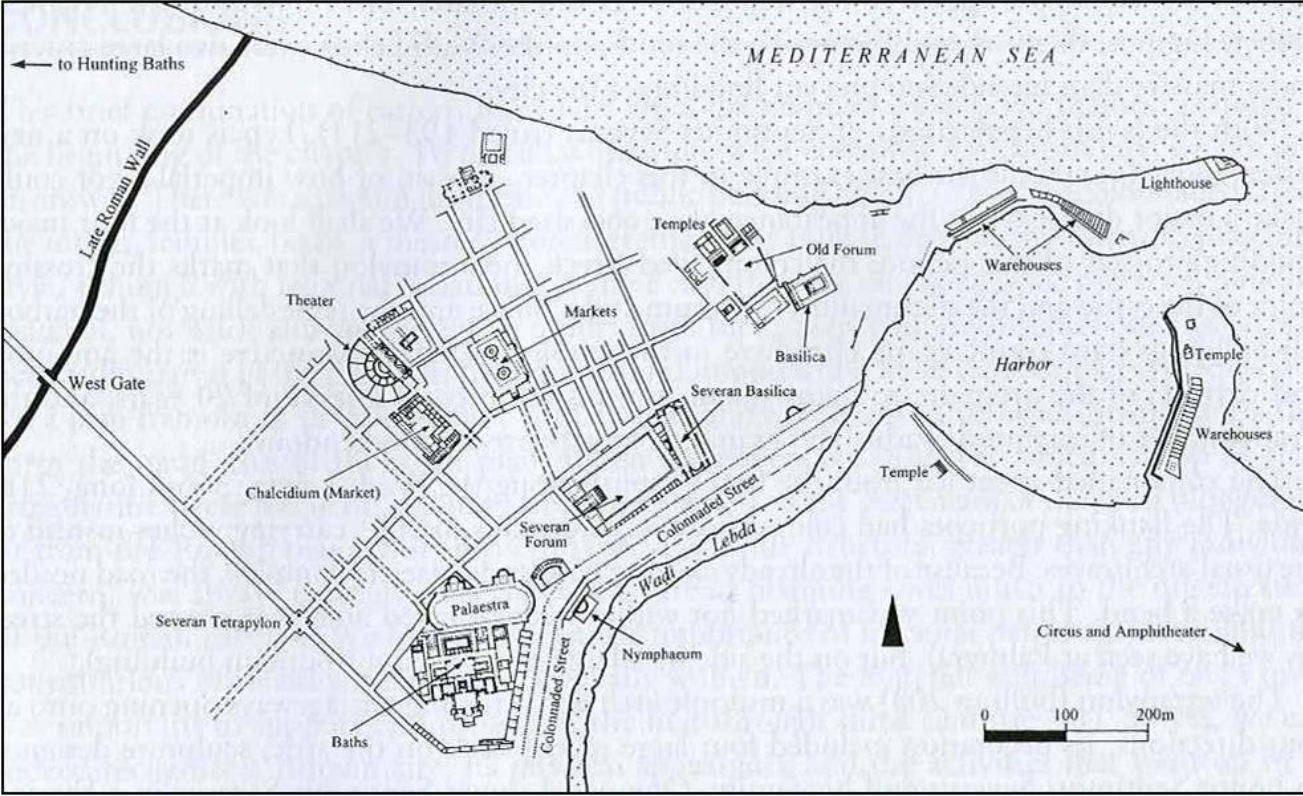 MEDITERRANEAN SEA
to Hunting Baths
Late Roman Wall
Lighthouse
Temples
Old Forum
Warehouses
Theater
Markets
Basilica
Harbor
Temple
West Gate
Severan Basilica
Warehouses
Temple
Chalcidium (Market)
Severan
Forum
Colonnaded Street
Wadi Lebda
Palaestra
Severan Tetrapylon
Nymphaeum
Circus and Amphitheater
Colonnaded Street
Baths
0 100 200m